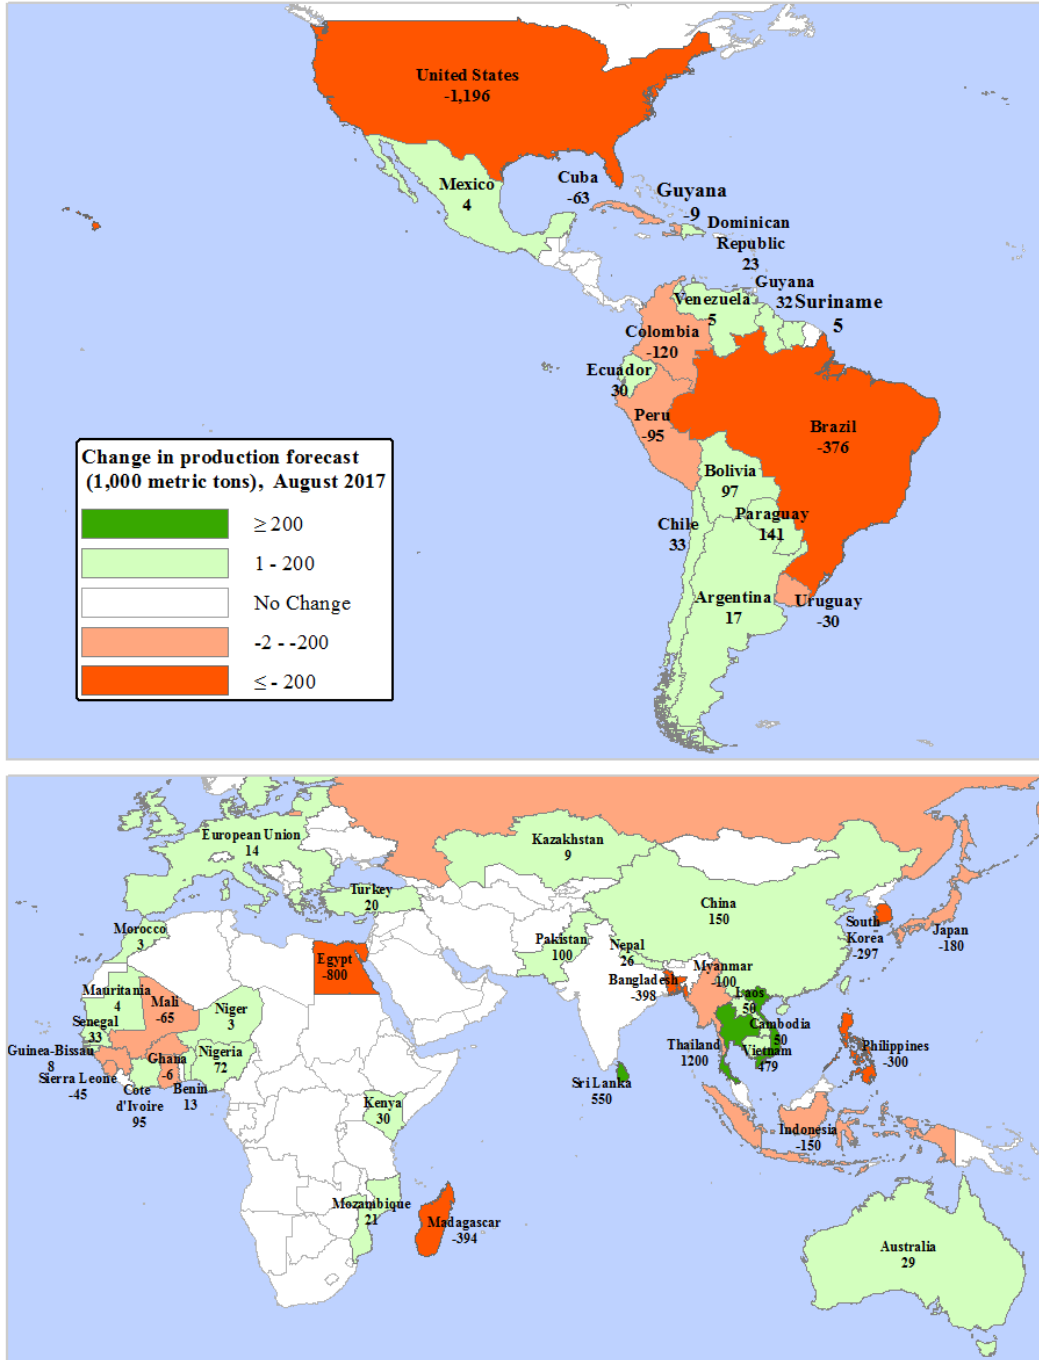 United States
-1,196
Mexico
4
Cuba
-63
Guyana
-9
Dominican
Republic
23
Guyana
32
Suriname
5
Venezuela
5
Colombia
-120
Ecuador
30
Peru
-95
Brazil
-376
Bolivia
97
Paraguay
141
Chile
33
Argentina
17
Uruguay
-30
Change in production forecast
(1,000 metric tons), August 2017
≥ 200
1 - 200
No Change
-2 - -200
≤ - 200
European Union
14
Kazakhstan
9
Turkey
20
China
150
Morocco
3
South
Korea
-297
Japan
-180
Pakistan
100
Nepal
26
Egypt
-800
Bangladesh
-398
Myanmar
-100
Laos
50
Mauritania
4
Mali
-65
Niger
3
Senegal
33
Cambodia
50
Thailand
1200
Vietnam
479
Philippines
-300
Guinea-Bissau
8
Ghana
-6
Nigeria
72
Sierra Leone
-45
Cote
d'Ivoire
95
Benin
13
Sri Lanka
550
Kenya
30
Indonesia
-150
Mozambique
21
Madagascar
-394
Australia
29